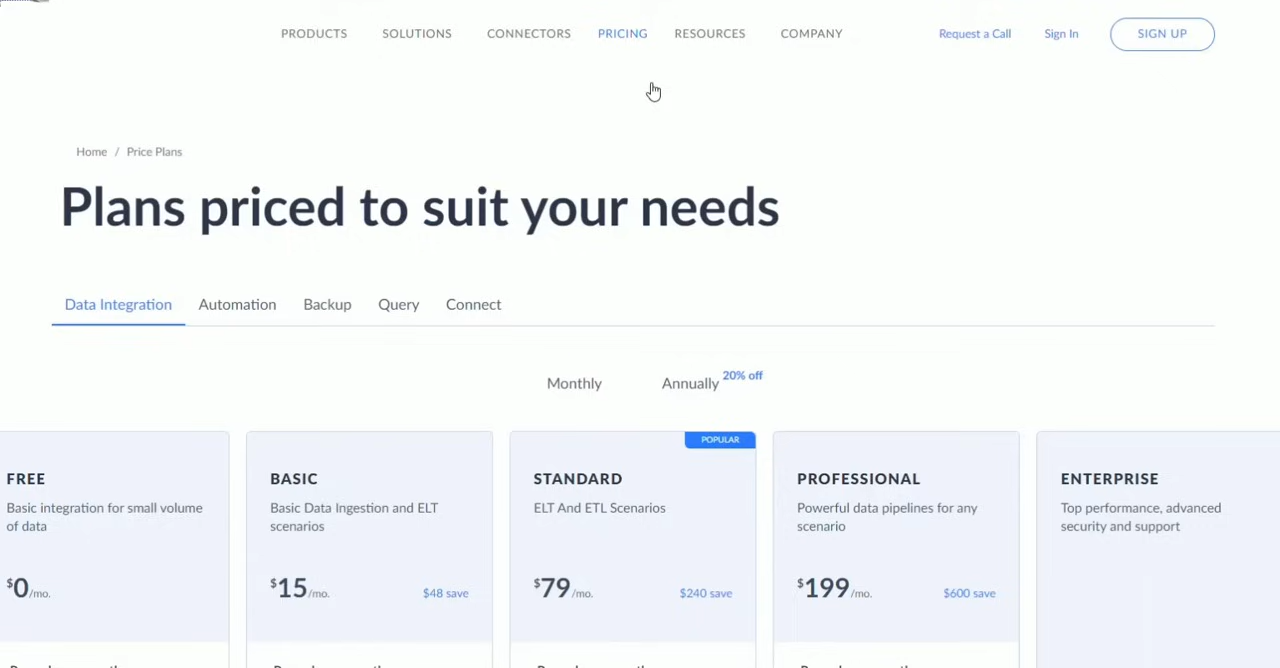 PRODUCTS SOLUTIONS CONNECTORS PRICING RESOURCES COMPANY Request a Call Sign In SIGN UP
Home / Price Plans
Plans priced to suit your needs
Data Integration Automation Backup Query Connect
Monthly Annually 20% off
POPULAR
FREE
Basic integration for small volume
of data
$0/mo.
BASIC
Basic Data Ingestion and ELT
scenarios
$15/mo. $48 save
STANDARD
ELT And ETL Scenarios
$79/mo. $240 save
PROFESSIONAL
Powerful data pipelines for any
scenario
$199/mo. $600 save
ENTERPRISE
Top performance, advanced
security and support